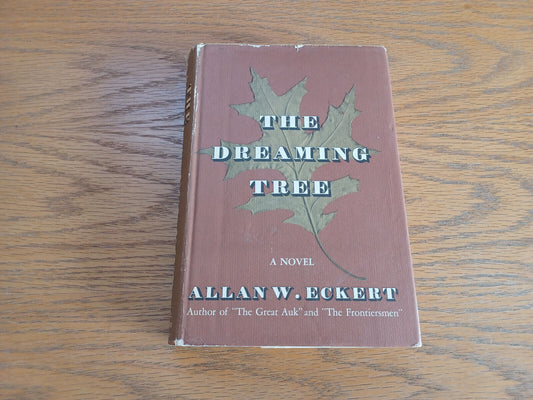 THE
DREAMING
TREE
A NOVEL
ALLAN W. ECKERT
Author of "The Great Auk" and "The Frontiersmen"